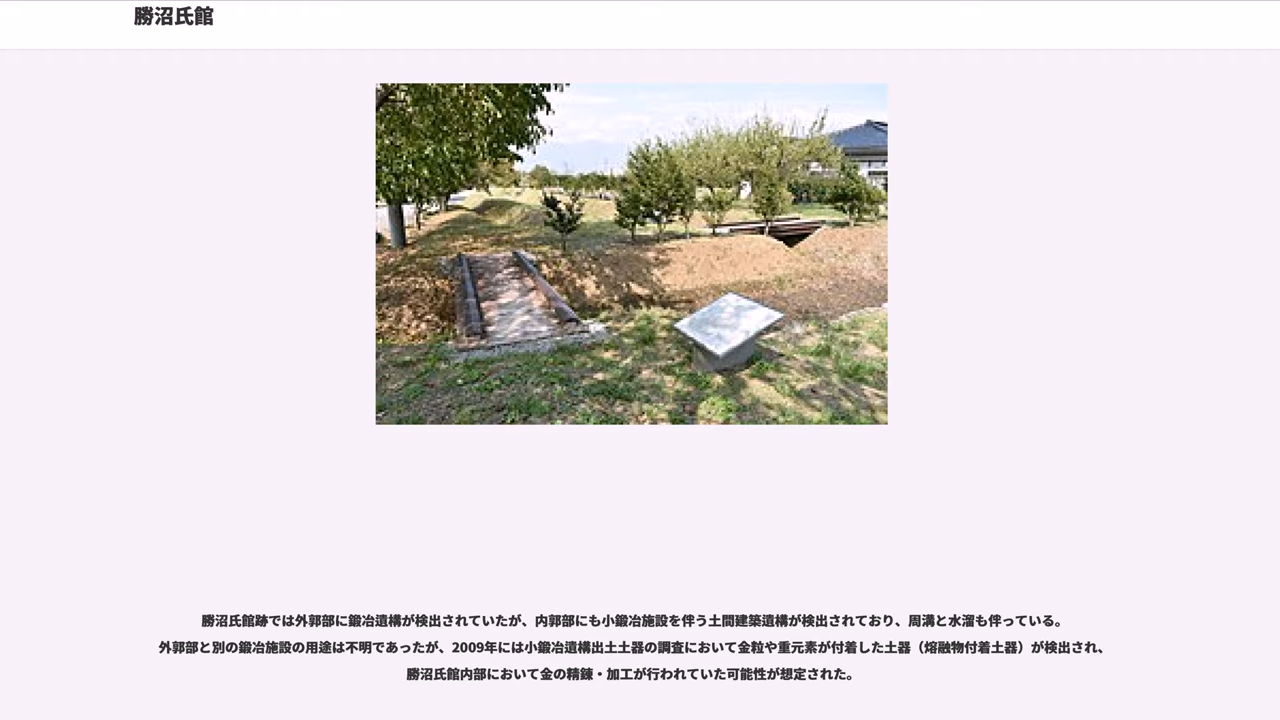 勝沼氏館
勝沼氏館跡では外郭部に鍛冶遺構が検出されていたが、内郭部にも小鍛冶施設を伴う土間建築遺構が検出されており、周溝と水溜も伴っている。
外郭部と別の鍛冶施設の用途は不明であったが、2009年には小鍛冶遺構出土土器の調査において金粒や重元素が付着した土器（熔融物付着土器）が検出され、
勝沼氏館内部において金の精錬・加工が行われていた可能性が想定された。